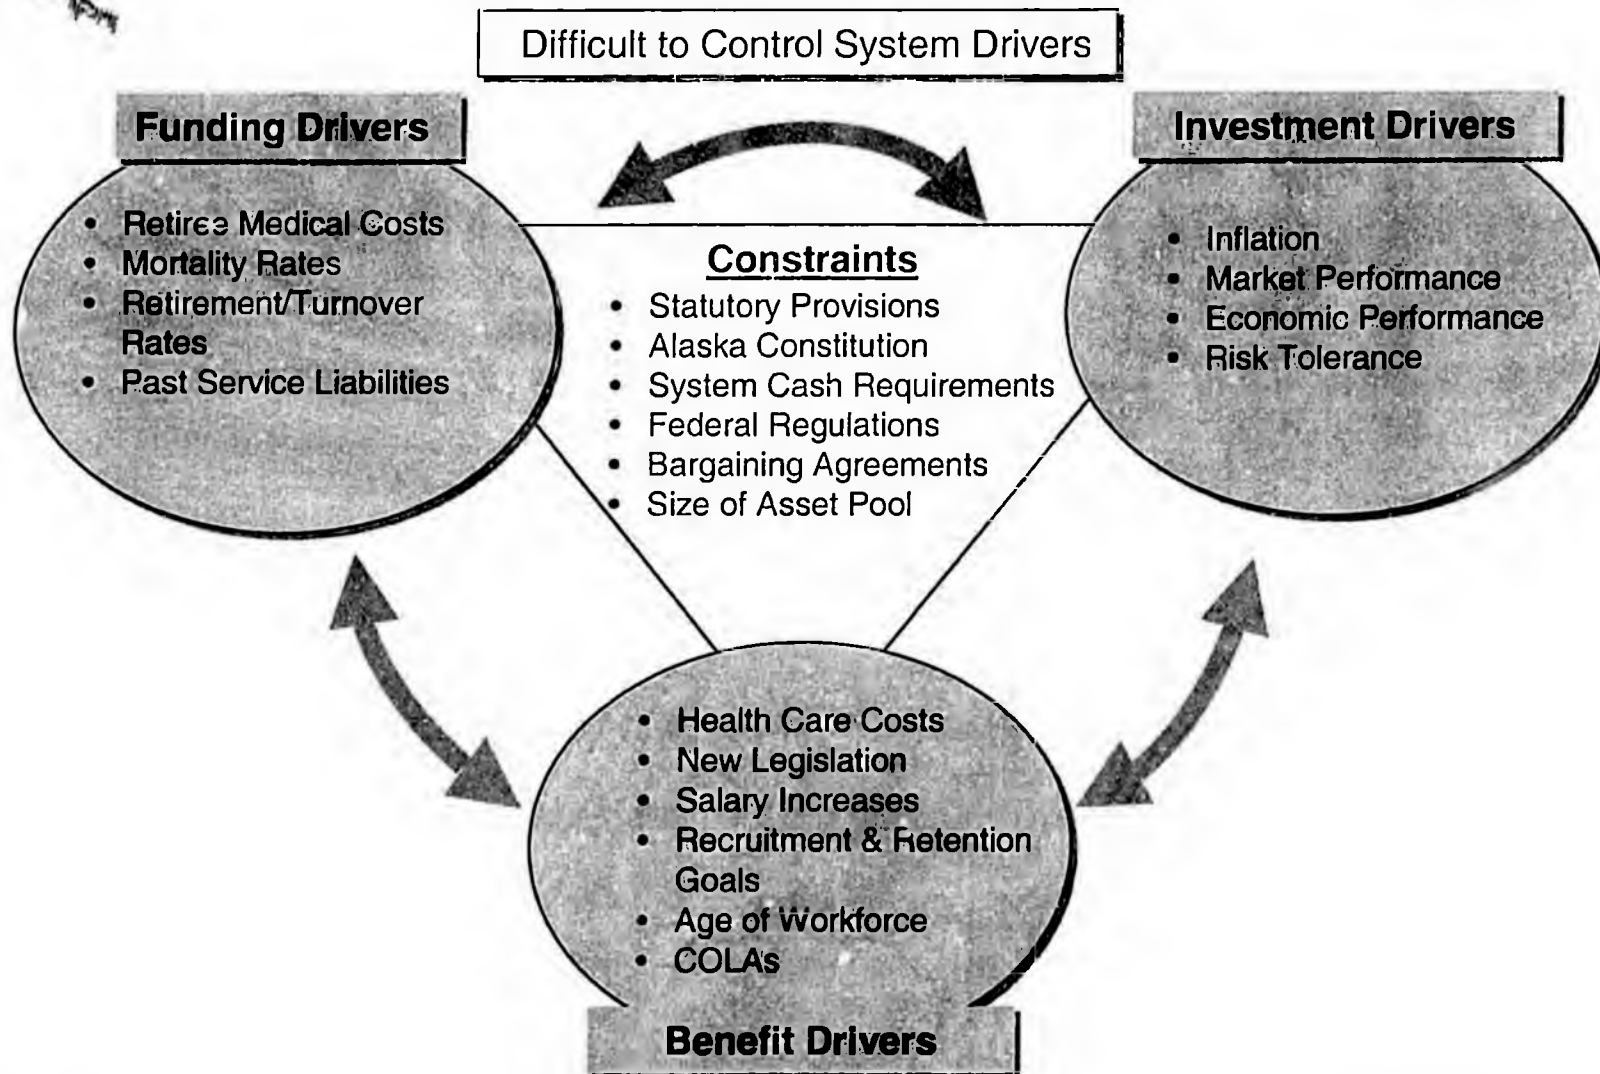 Difficult to Control System Drivers
Funding Drivers
• Retiree Medical Costs
• Mortality Rates
• Retirement/Turnover
Rates
• Past Service Liabilities
Constraints
• Statutory Provisions
• Alaska Constitution
• System Cash Requirements
• Federal Regulations
• Bargaining Agreements
• Size of Asset Pool
Investment Drivers
• Inflation
• Market Performance
• Economic Performance
• Risk Tolerance
• Health Care Costs
• New Legislation
• Salary Increases
• Recruitment & Retention
Goals
• Age of Workforce
• COLA's
Benefit Drivers